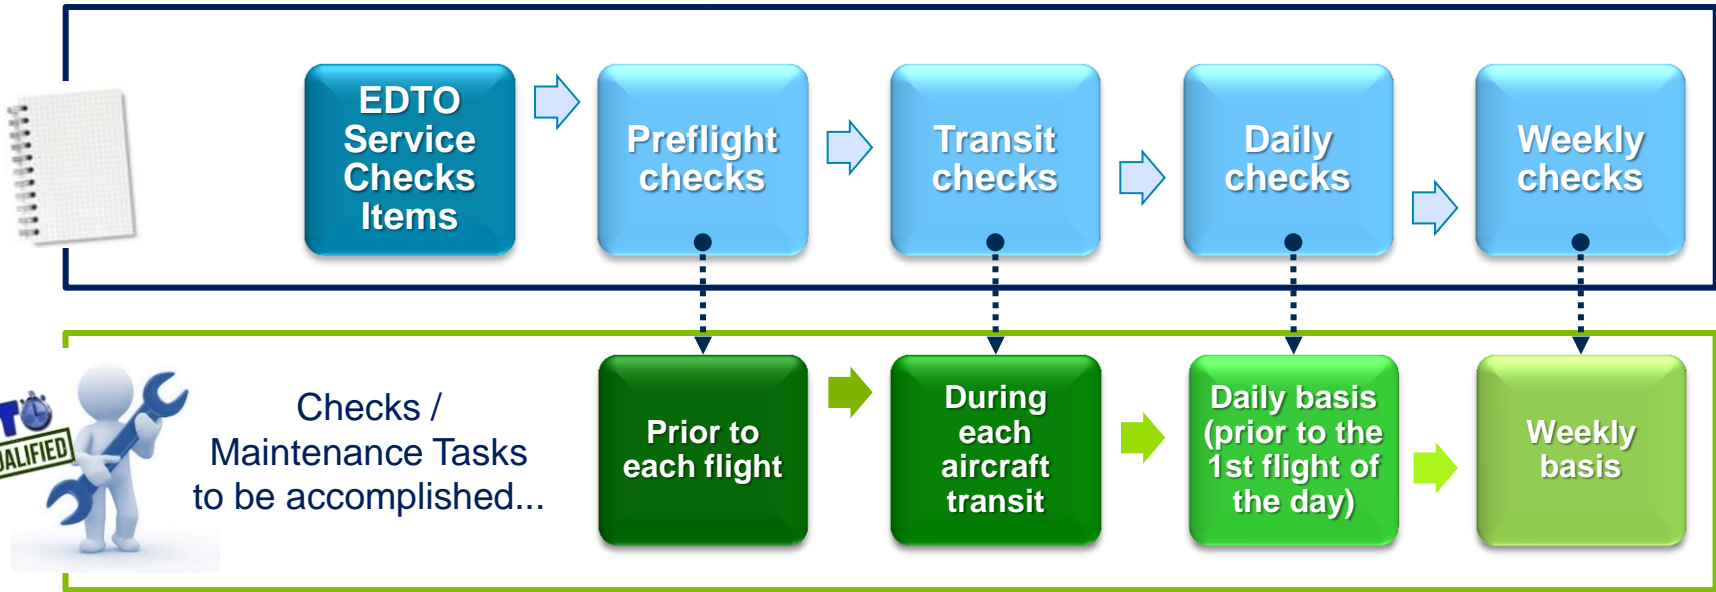 EDTO
Service
Checks
Items
Preflight
checks
Transit
checks
Daily
checks
Weekly
checks
TO
UALIFIED
Checks /
Maintenance Tasks
to be accomplished...
Prior to
each flight
During
each
aircraft
transit
Daily basis
(prior to the
1st flight of
the day)
Weekly
basis